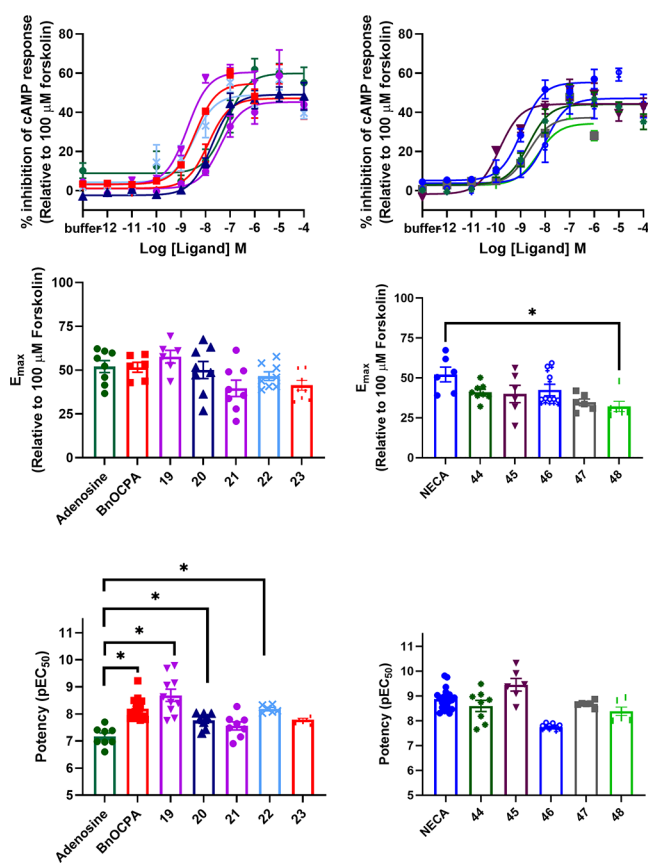 % inhibition of cAMP response
(Relative to 100 µM forskolin)
60
40
20
0
buffer -12 -11 -10 -9 -8 -7 -6 -5 -4
Log [Ligand] M
% inhibition of cAMP response
(Relative to 100 µM forskolin)
80
60
40
20
0
buffer -12 -11 -10 -9 -8 -7 -6 -5 -4
Log [Ligand] M
Emax
(Relative to 100 µM Forskolin)
100
75
50
25
0
Adenosine BnOCPA 19 20 21 22 23
Emax
(Relative to 100 µM Forskolin)
100
75
50
25
0
*
NECA 44 45 46 47 48
Potency (pEC50)
11
10
9
8
7
6
5
*
*
*
*
Adenosine BnOCPA 19 20 21 22 23
Potency (pEC50)
11
10
9
8
7
6
5
NECA 44 45 46 47 48